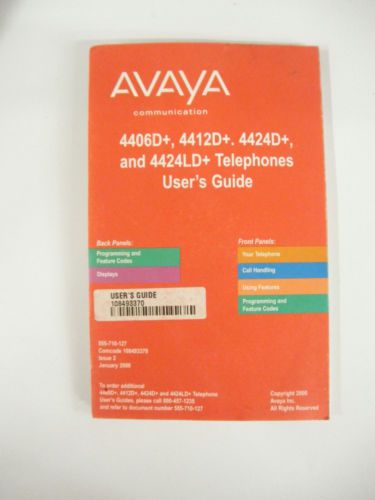 AVAYA
communication
4406D+, 4412D+. 4424D+,
and 4424LD+ Telephones
User's Guide
Back Panels:
Programming and
Feature Codes
Displays
Front Panels:
Your Telephone
Call Handling
Using Features
Programming and
Feature Codes
USER'S GUIDE
108493370
555-710-127
Comcode 108493370
Issue 3
January 2000
To order additional
4406D+, 4412D+, 4424D+ and 4424LD+ Telephone
User's Guides, please call 800-457-1235
and refer to document number 555-710-127
Copyright 2000
Avaya Inc.
All Rights Reserved